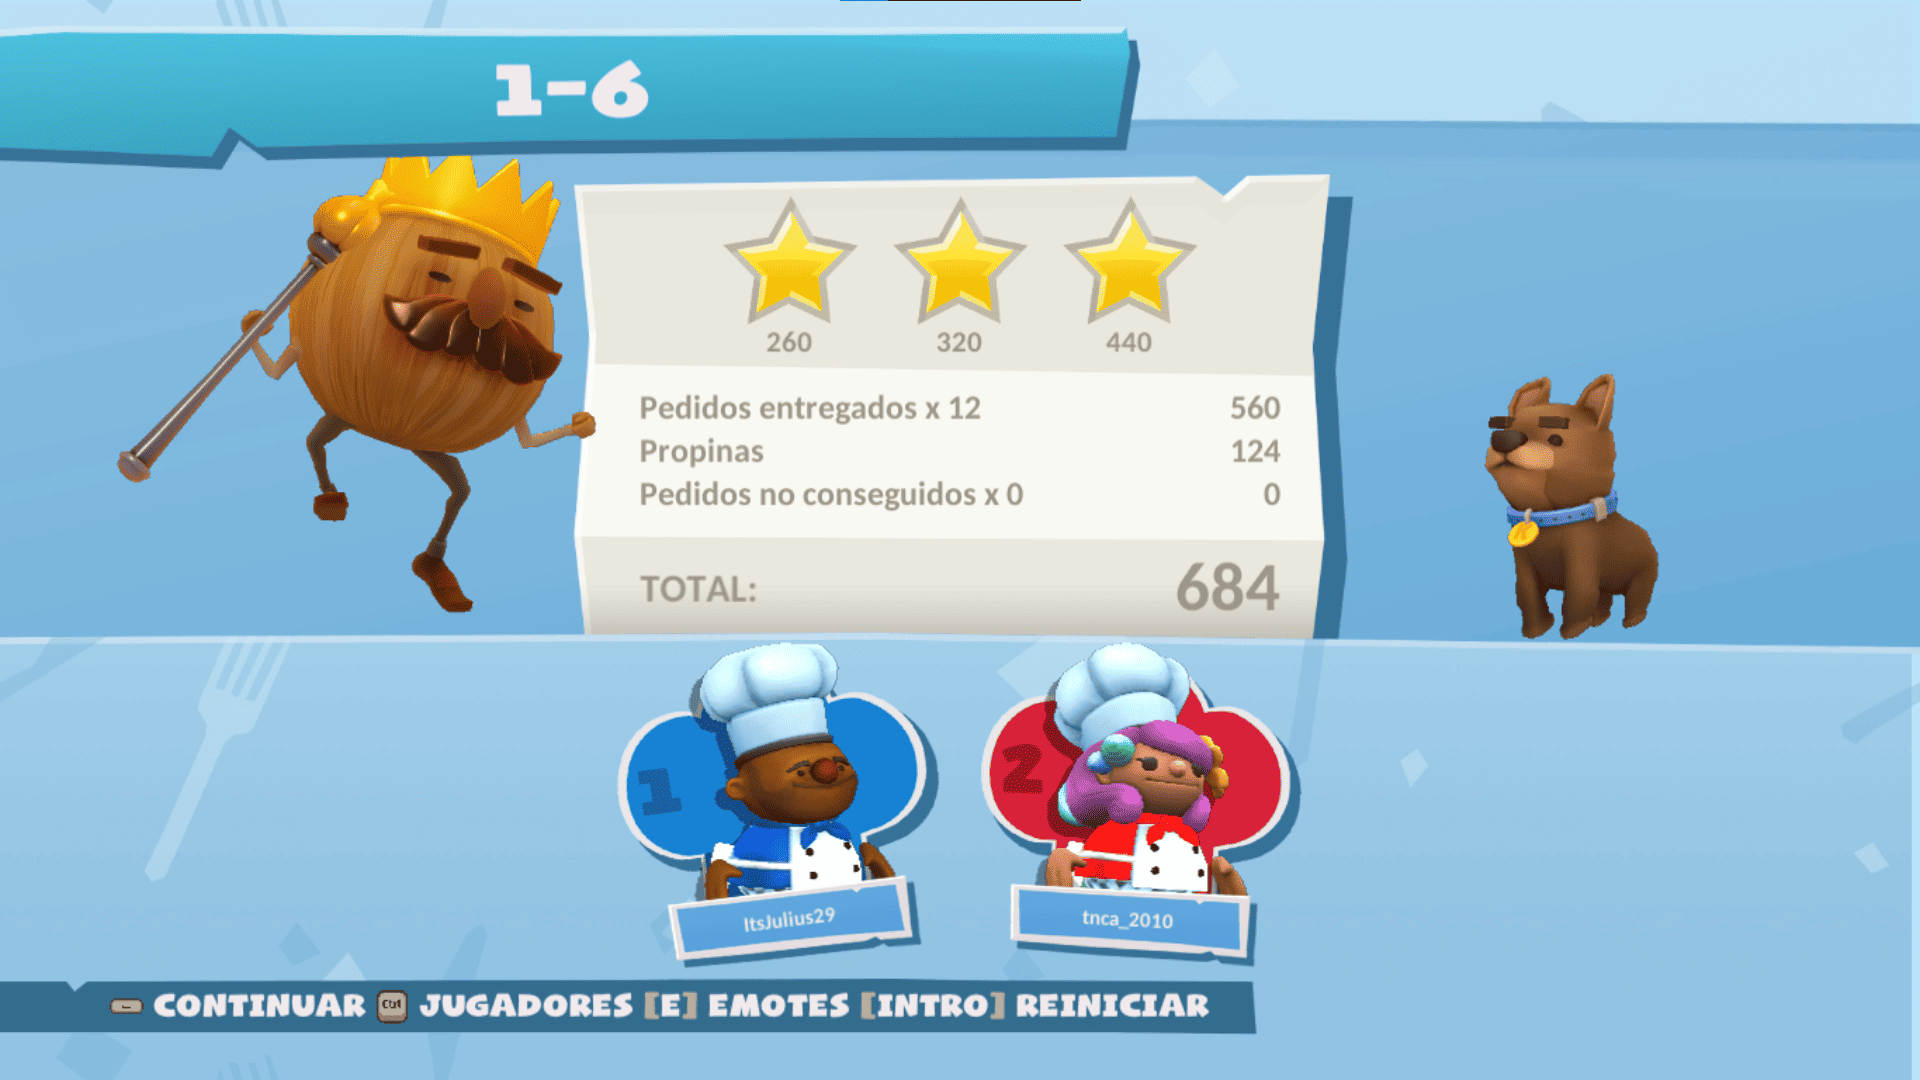 1-6
260 320 440
Pedidos entregados x 12 560
Propinas 124
Pedidos no conseguidos x 0 0
TOTAL: 684
1 2
ItsJulius29 tnca_2010
CONTINUAR Ctrl JUGADORES [E] EMOTES [INTRO] REINICIAR